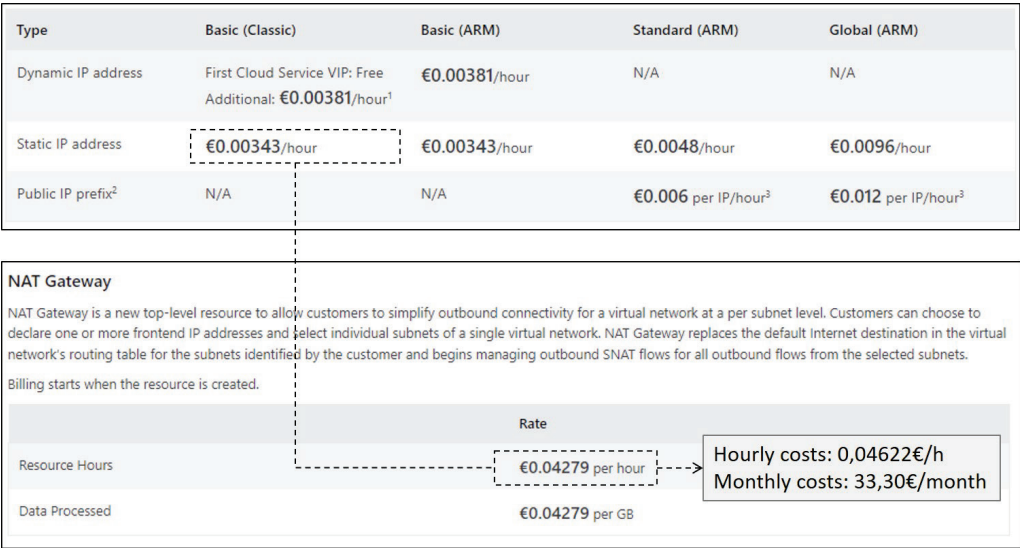 Type Basic (Classic) Basic (ARM) Standard (ARM) Global (ARM)
Dynamic IP address First Cloud Service VIP: Free €0.00381/hour N/A N/A
Additional: €0.00381/hour¹
Static IP address €0.00343/hour €0.00343/hour €0.0048/hour €0.0096/hour
Public IP prefix² N/A N/A €0.006 per IP/hour³ €0.012 per IP/hour³
NAT Gateway
NAT Gateway is a new top-level resource to allow customers to simplify outbound connectivity for a virtual network at a per subnet level. Customers can choose to
declare one or more frontend IP addresses and select individual subnets of a single virtual network. NAT Gateway replaces the default Internet destination in the virtual
network's routing table for the subnets identified by the customer and begins managing outbound SNAT flows for all outbound flows from the selected subnets.
Billing starts when the resource is created.
Rate
Resource Hours €0.04279 per hour
Hourly costs: 0,04622€/h
Monthly costs: 33,30€/month
Data Processed €0.04279 per GB